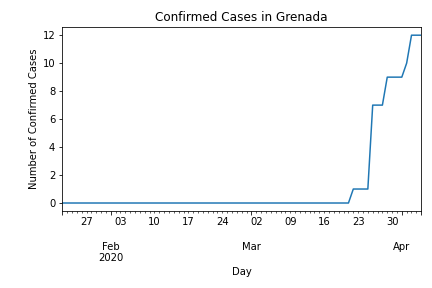 Confirmed Cases in Grenada
Number of Confirmed Cases
12
10
8
6
4
2
0
27 03 10 17 24 02 09 16 23 30
Feb Mar Apr
2020
Day